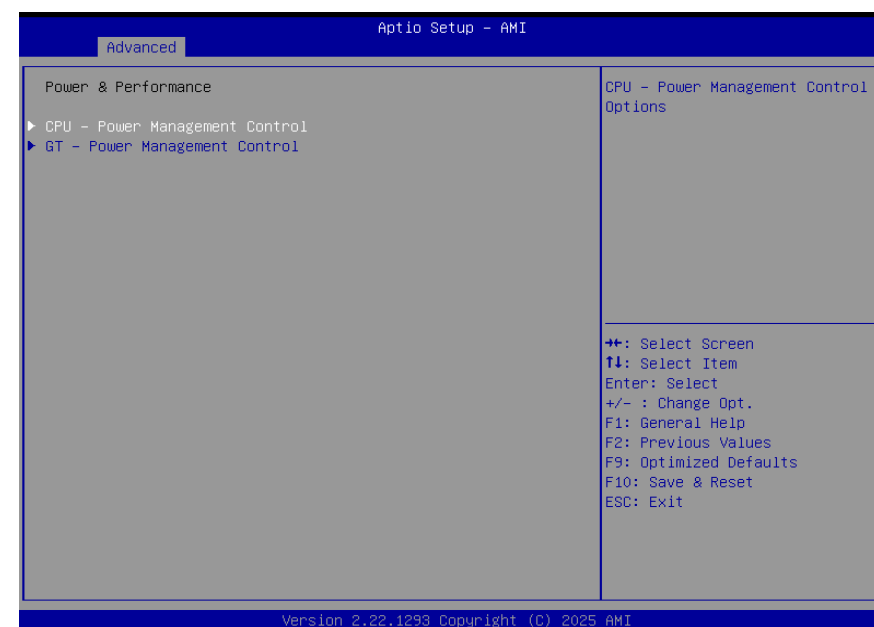 Aptio Setup – AMI
Advanced
Power & Performance
▶ CPU – Power Management Control
▶ GT – Power Management Control
CPU – Power Management Control
Options
→←: Select Screen
↑↓: Select Item
Enter: Select
+/– : Change Opt.
F1: General Help
F2: Previous Values
F9: Optimized Defaults
F10: Save & Reset
ESC: Exit
Version 2.22.1293 Copyright (C) 2025 AMI